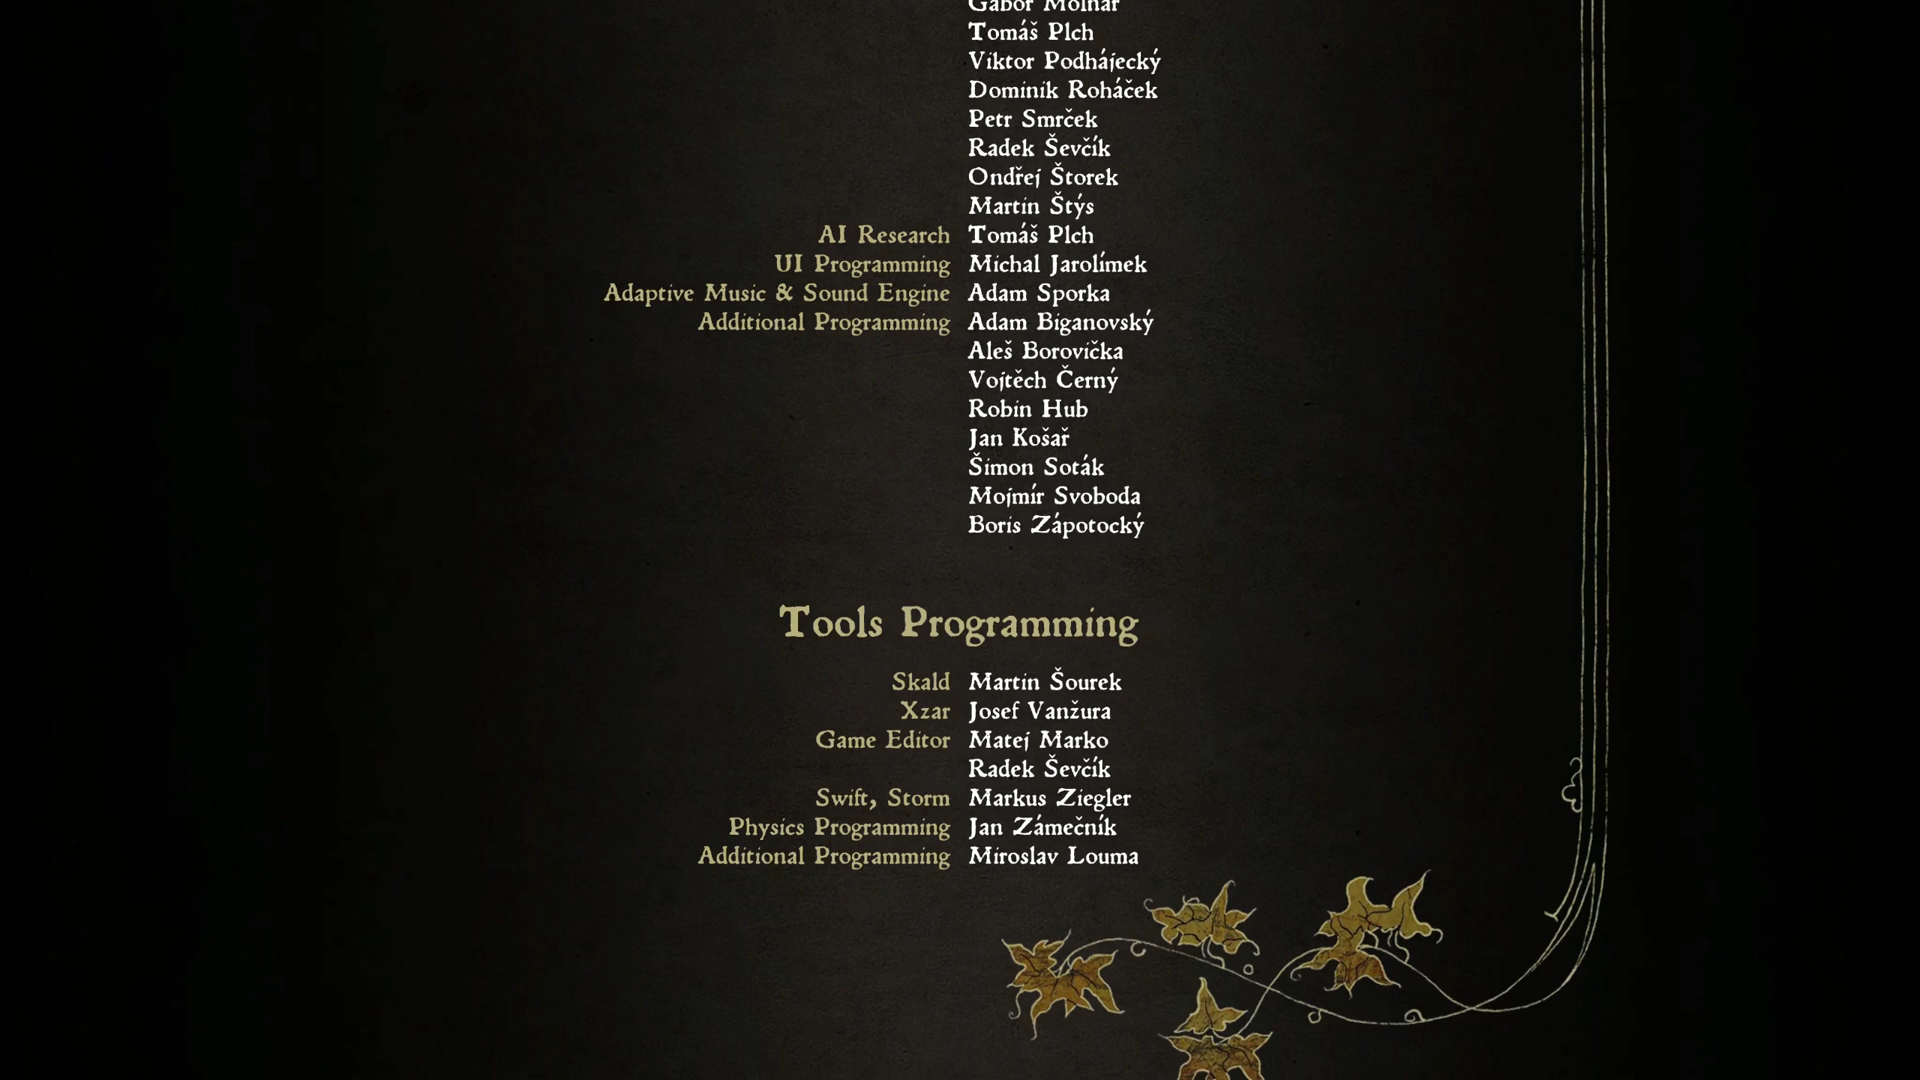 Gabor Molnar
Tomáš Plch
Viktor Podhájecký
Dominik Roháček
Petr Smrček
Radek Ševčík
Ondřej Štorek
Martin Štýs
AI Research Tomáš Plch
UI Programming Michal Jarolímek
Adaptive Music & Sound Engine Adam Sporka
Additional Programming Adam Biganovský
Aleš Borovička
Vojtěch Černý
Robin Hub
Jan Košař
Šimon Soták
Mojmír Svoboda
Boris Zápotocký
Tools Programming
Skald Martin Šourek
Xzar Josef Vanžura
Game Editor Matej Marko
Radek Ševčík
Swift, Storm Markus Ziegler
Physics Programming Jan Zámečník
Additional Programming Miroslav Louma